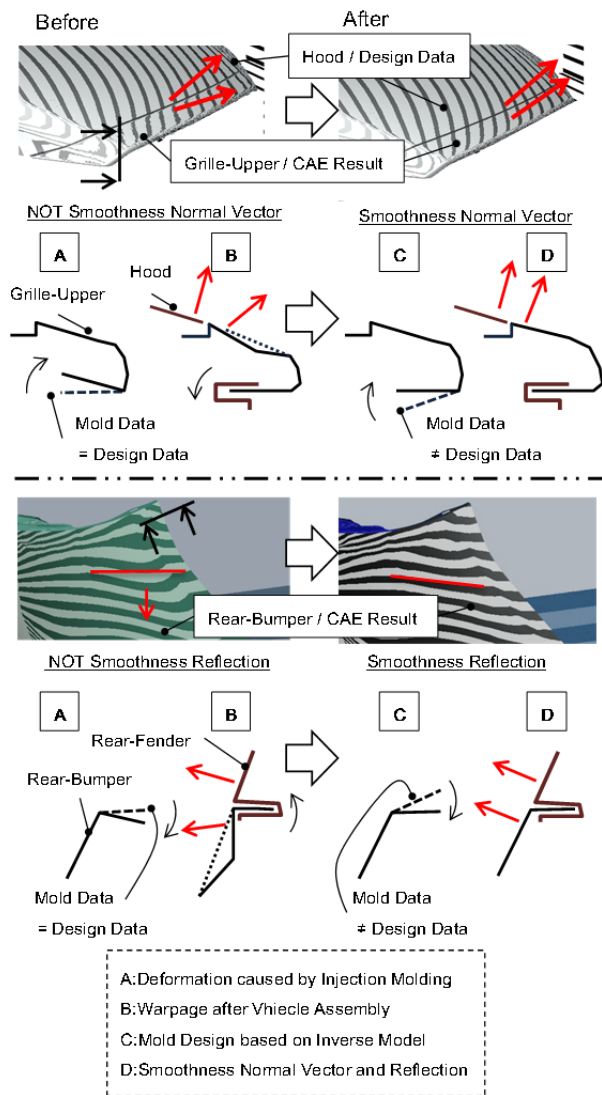 Before
After
Hood / Design Data
Grille-Upper / CAE Result
NOT Smoothness Normal Vector
Smoothness Normal Vector
A
B
C
D
Hood
Grille-Upper
Mold Data
= Design Data
Mold Data
≠ Design Data
Rear-Bumper / CAE Result
NOT Smoothness Reflection
Smoothness Reflection
A
B
C
D
Rear-Fender
Rear-Bumper
Mold Data
= Design Data
Mold Data
≠ Design Data
A:Deformation caused by Injection Molding
B:Warpage after Vhiecle Assembly
C:Mold Design based on Inverse Model
D:Smoothness Normal Vector and Reflection